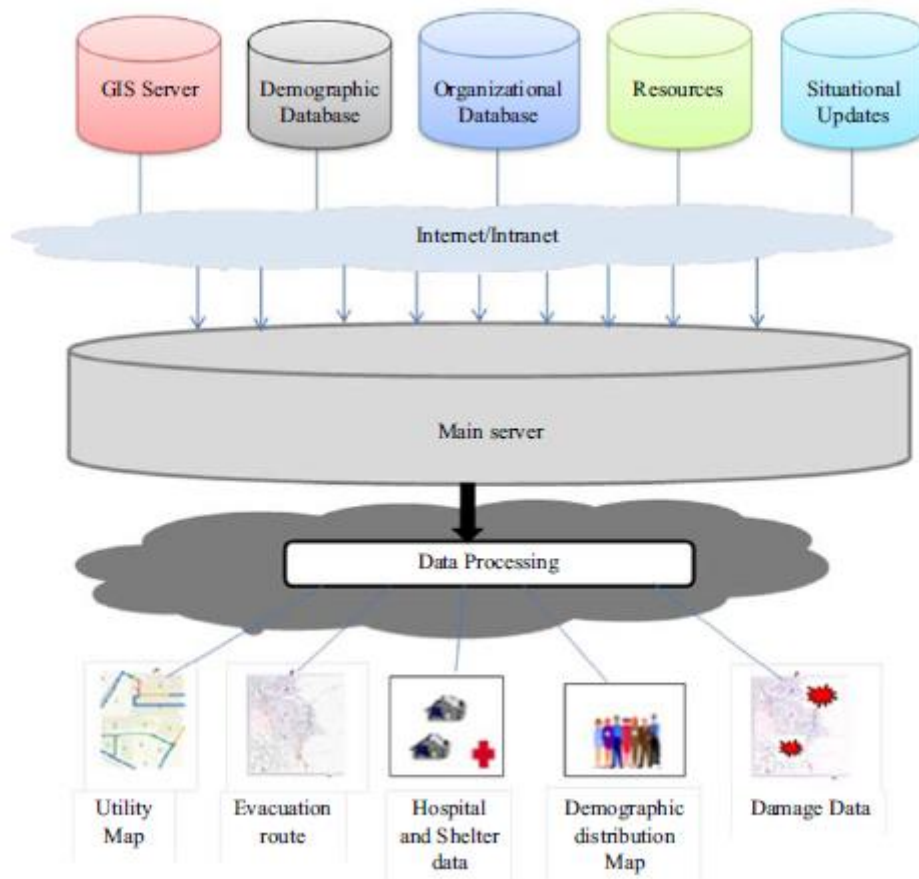 GIS Server
Demographic
Database
Organizational
Database
Resources
Situational
Updates
Internet/Intranet
Main server
Data Processing
Utility
Map
Evacuation
route
Hospital
and Shelter
data
Demographic
distribution
Map
Damage Data